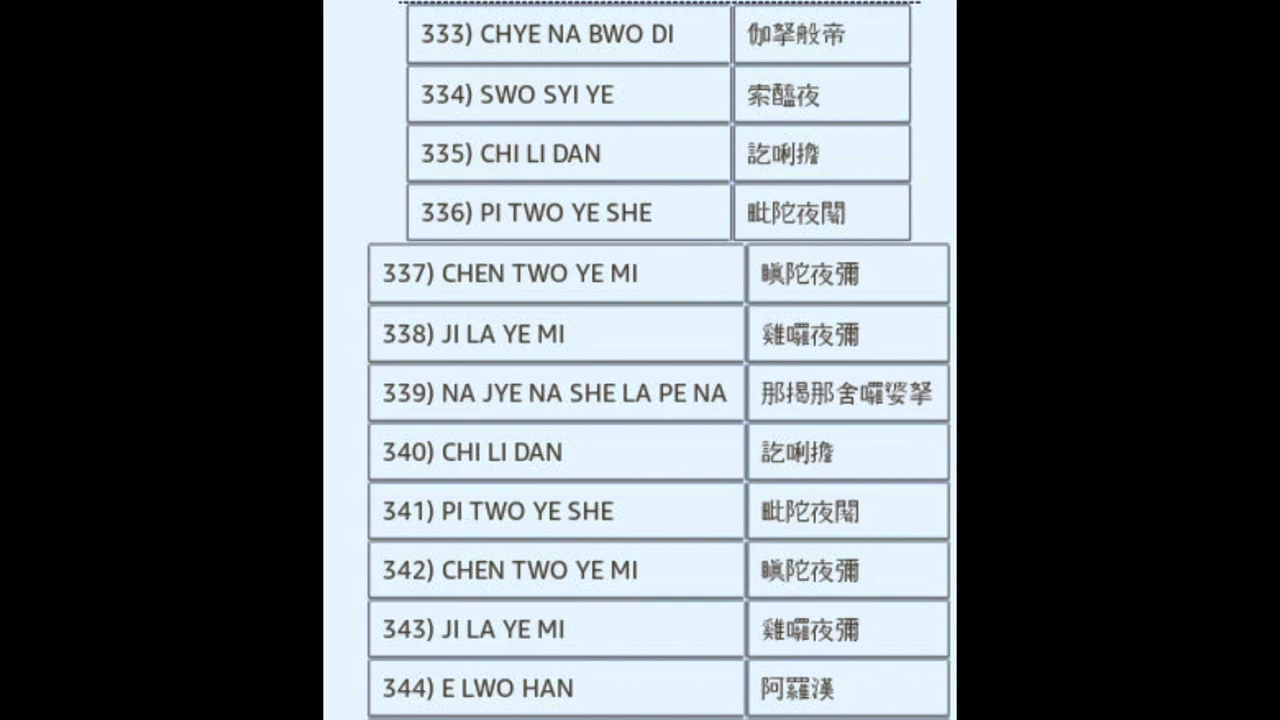 333) CHYE NA BWO DI 伽拏般帝
334) SWO SYI YE 索醯夜
335) CHI LI DAN 訖唎擔
336) PI TWO YE SHE 毗陀夜闍
337) CHEN TWO YE MI 瞋陀夜彌
338) JI LA YE MI 雞囉夜彌
339) NA JYE NA SHE LA PE NA 那揭那舍囉婆拏
340) CHI LI DAN 訖唎擔
341) PI TWO YE SHE 毗陀夜闍
342) CHEN TWO YE MI 瞋陀夜彌
343) JI LA YE MI 雞囉夜彌
344) E LWO HAN 阿羅漢